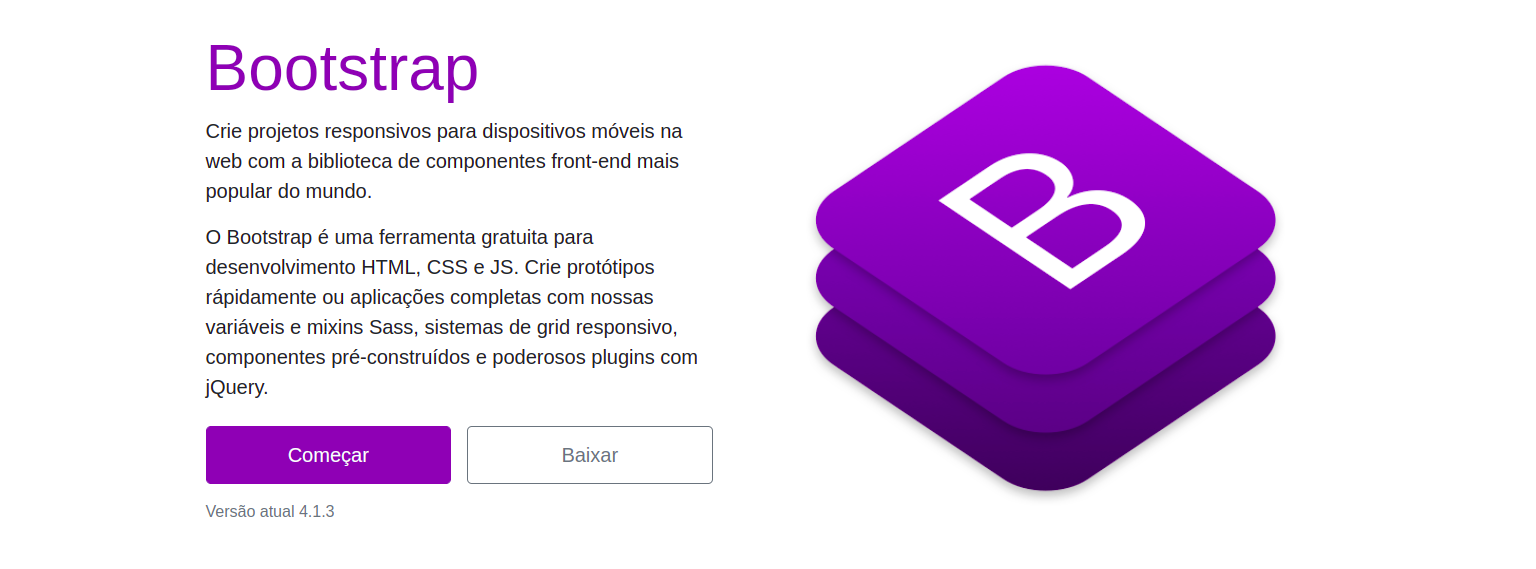 Bootstrap
Crie projetos responsivos para dispositivos móveis na
web com a biblioteca de componentes front-end mais
popular do mundo.
O Bootstrap é uma ferramenta gratuita para
desenvolvimento HTML, CSS e JS. Crie protótipos
rápidamente ou aplicações completas com nossas
variáveis e mixins Sass, sistemas de grid responsivo,
componentes pré-construídos e poderosos plugins com
jQuery.
Começar
Baixar
Versão atual 4.1.3
B